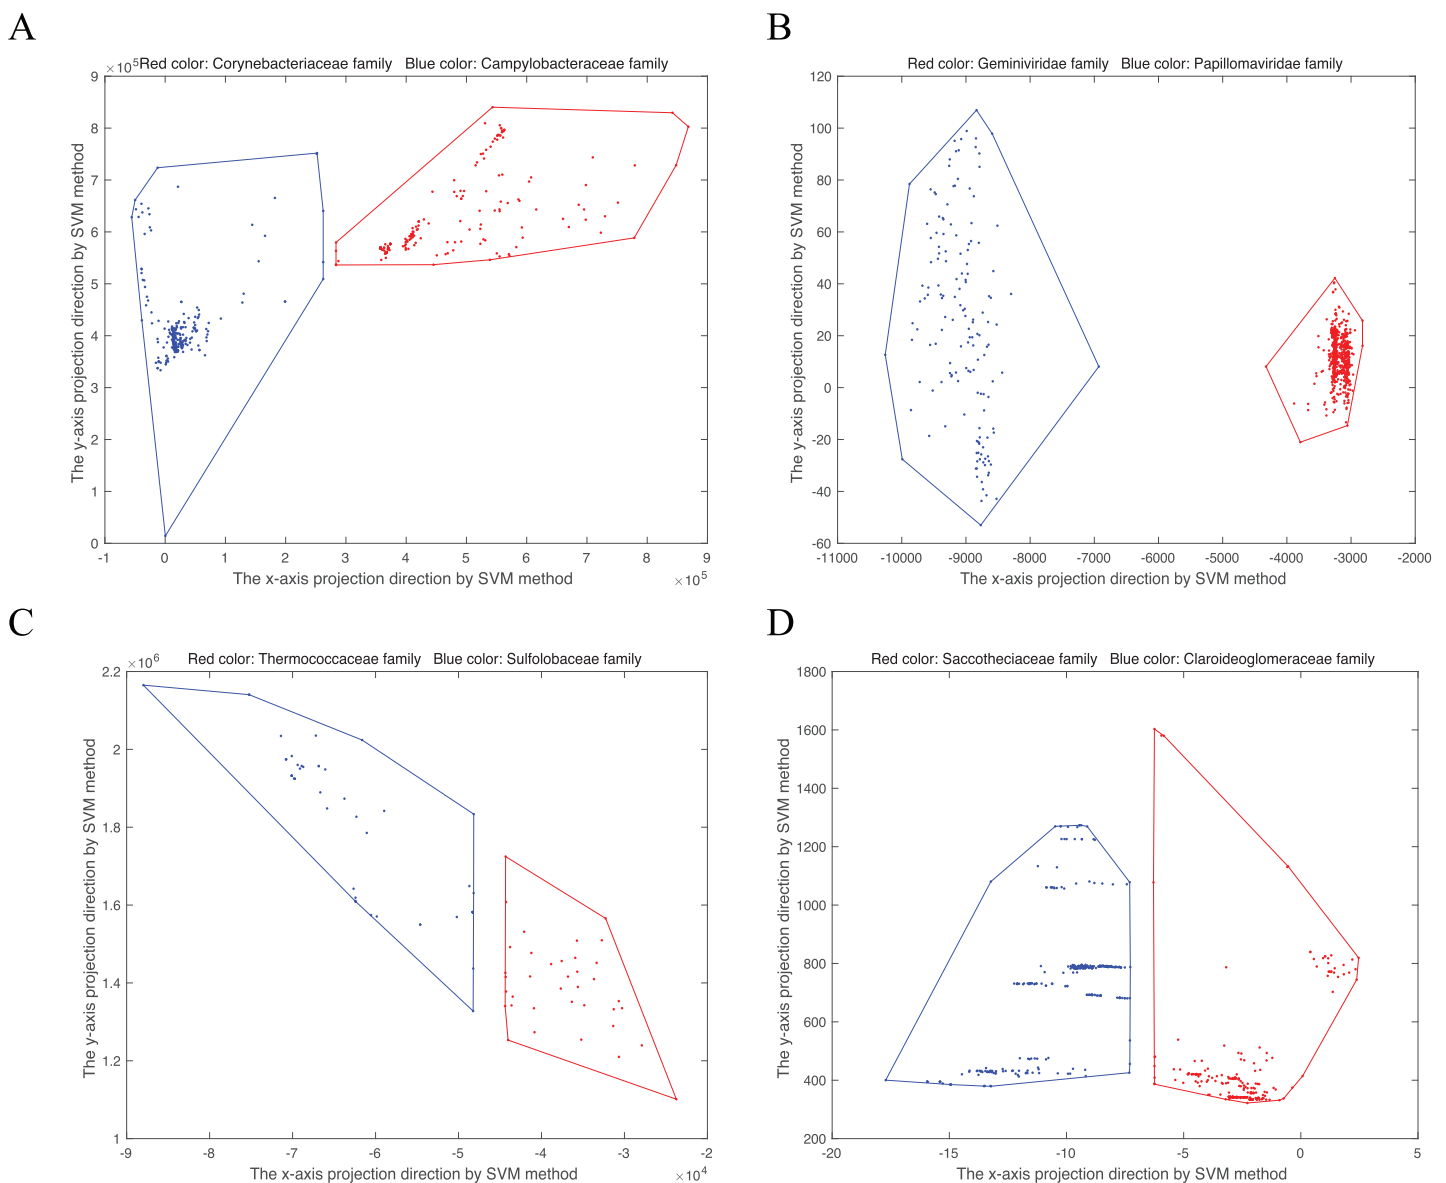 A
×10⁵ Red color: Corynebacteriaceae family Blue color: Campylobacteraceae family
9
8
7
6
5
4
3
2
1
0
The y-axis projection direction by SVM method
-1 0 1 2 3 4 5 6 7 8 9
The x-axis projection direction by SVM method
×10⁵
B
Red color: Geminiviridae family Blue color: Papillomaviridae family
120
100
80
60
40
20
0
-20
-40
-60
The y-axis projection direction by SVM method
-11000 -10000 -9000 -8000 -7000 -6000 -5000 -4000 -3000 -2000
The x-axis projection direction by SVM method
C
Red color: Thermococcaceae family Blue color: Sulfolobaceae family
×10⁶
2.2
2
1.8
1.6
1.4
1.2
1
The y-axis projection direction by SVM method
-9 -8 -7 -6 -5 -4 -3 -2
The x-axis projection direction by SVM method
×10⁴
D
Red color: Saccotheciaceae family Blue color: Claroideoglomeraceae family
1800
1600
1400
1200
1000
800
600
400
200
The y-axis projection direction by SVM method
-20 -15 -10 -5 0 5
The x-axis projection direction by SVM method